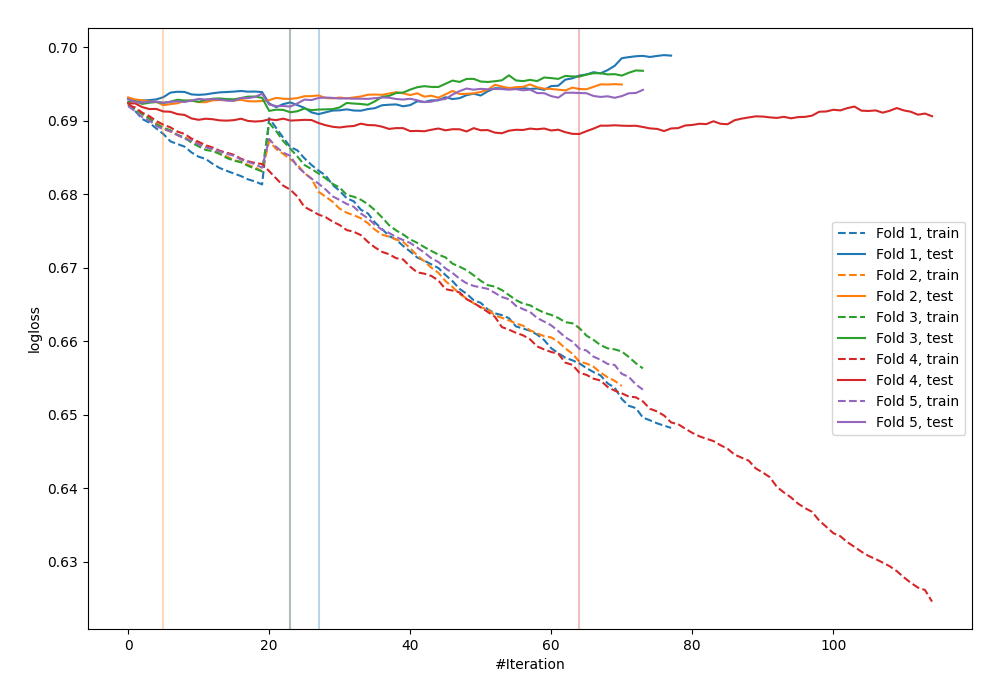 0.70
0.69
0.68
0.67
0.66
0.65
0.64
0.63
logloss
0
20
40
60
80
100
#Iteration
Fold 1, train
Fold 1, test
Fold 2, train
Fold 2, test
Fold 3, train
Fold 3, test
Fold 4, train
Fold 4, test
Fold 5, train
Fold 5, test